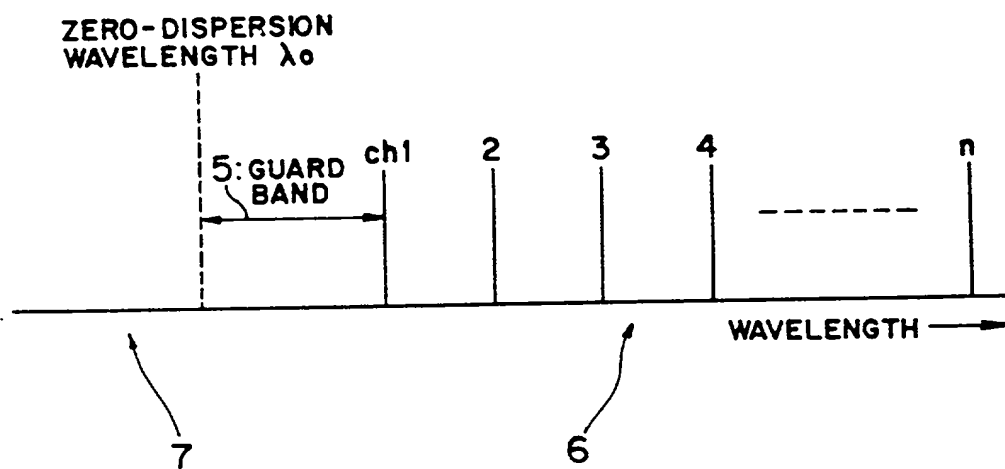 ZERO-DISPERSION
WAVELENGTH λo
5: GUARD
BAND
ch1 2 3 4 n
WAVELENGTH
7 6